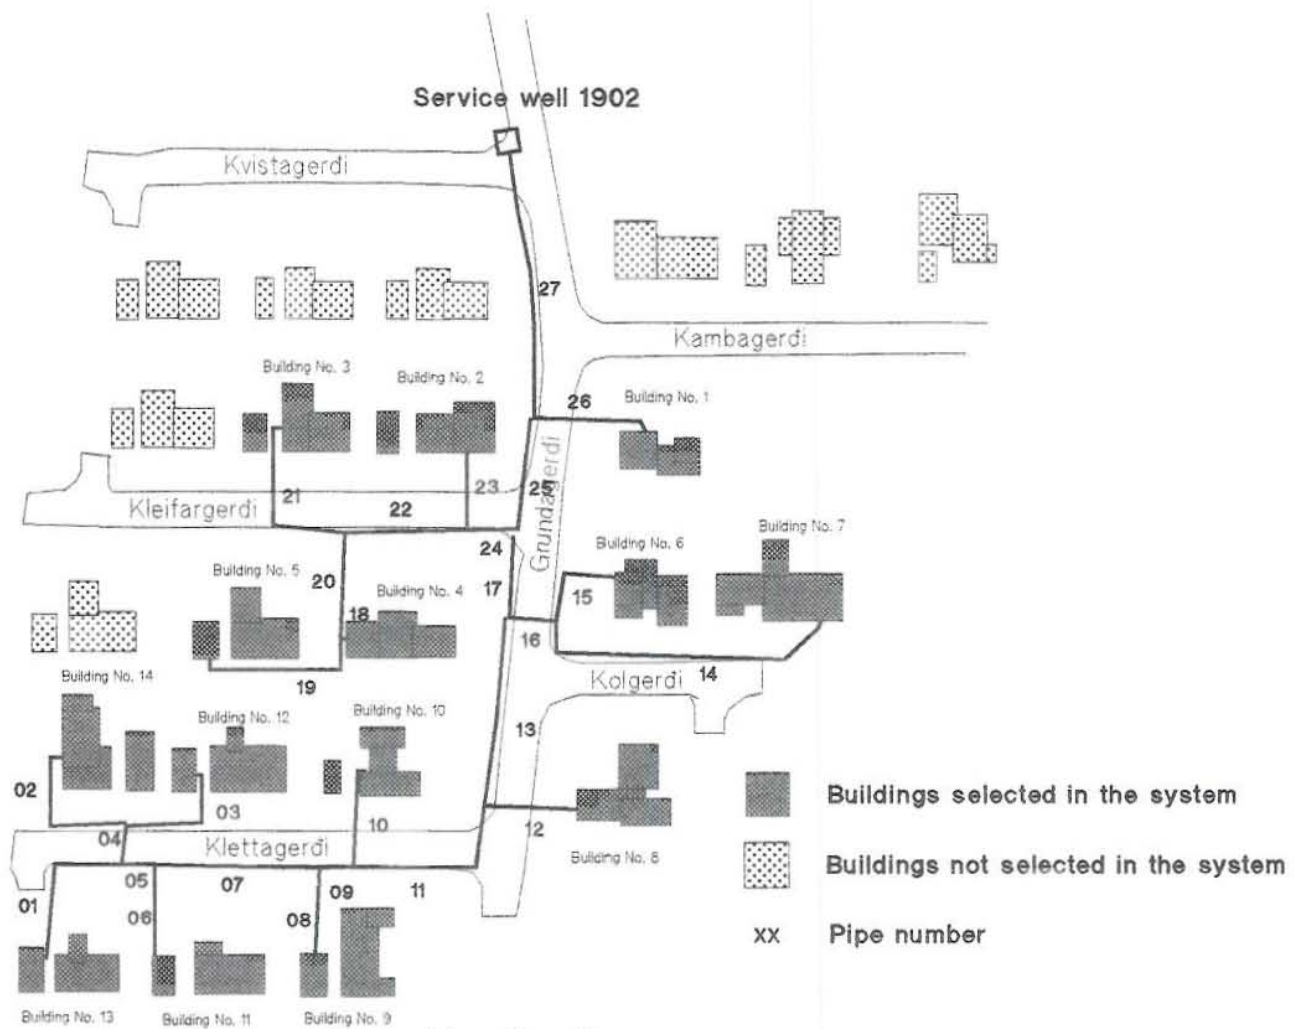 Service well 1902
Kvistagerdi
27
Kambagerdi
Building No. 3
Building No. 2
26
Building No. 1
21
Kleifargerdi
22
23
25
Grundagerdi
24
Building No. 7
Building No. 6
Building No. 5
20
17
Building No. 4
15
18
16
19
14
Kolgerdi
Building No. 14
Building No. 12
Building No. 10
13
02
03
04
10
12
Klettagerdi
Building No. 8
05
07
09
11
01
06
08
Building No. 13
Building No. 11
Building No. 9
Buildings selected in the system
Buildings not selected in the system
xx Pipe number